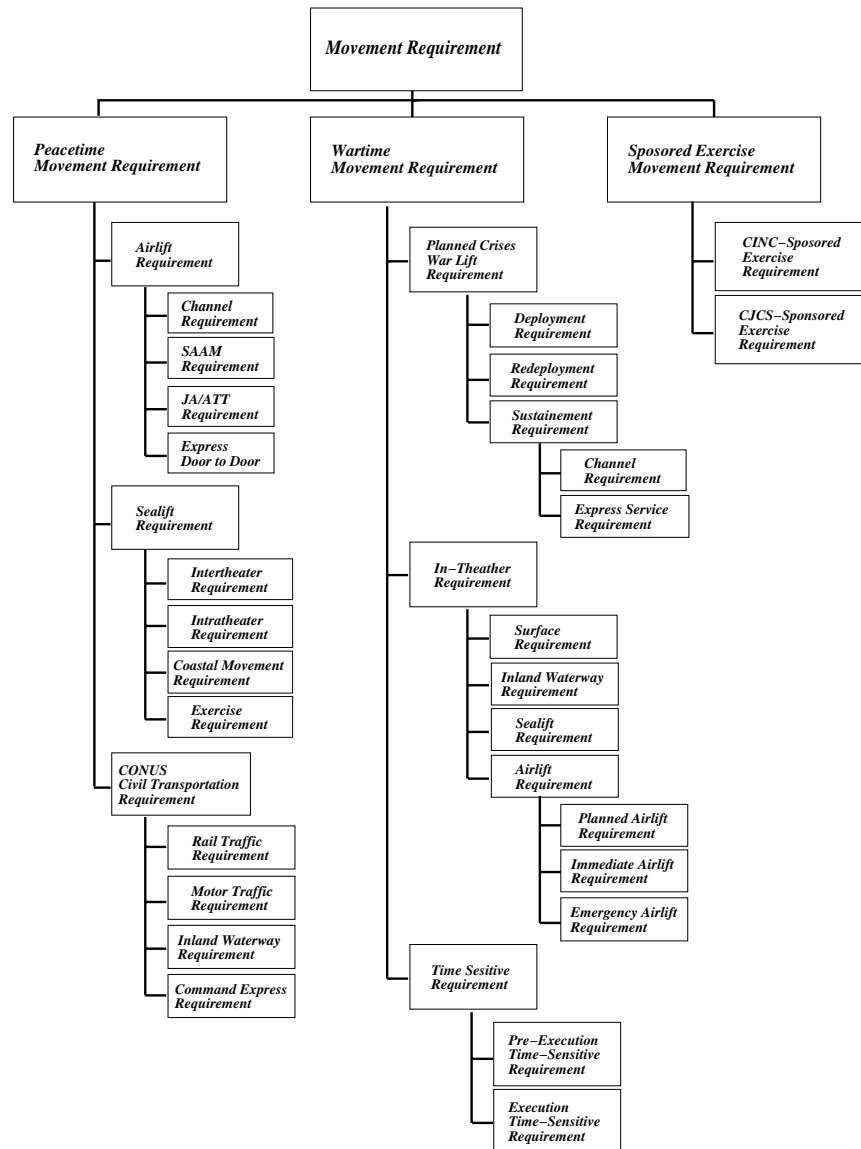 Movement Requirement
Peacetime
Movement Requirement
Airlift
Requirement
Channel
Requirement
SAAM
Requirement
JA/ATT
Requirement
Express
Door to Door
Sealift
Requirement
Intertheater
Requirement
Intratheater
Requirement
Coastal Movement
Requirement
Exercise
Requirement
CONUS
Civil Transportation
Requirement
Rail Traffic
Requirement
Motor Traffic
Requirement
Inland Waterway
Requirement
Command Express
Requirement
Wartime
Movement Requirement
Planned Crises
War Lift
Requirement
Deployment
Requirement
Redeployment
Requirement
Sustainement
Requirement
Channel
Requirement
Express Service
Requirement
In−Theather
Requirement
Surface
Requirement
Inland Waterway
Requirement
Sealift
Requirement
Airlift
Requirement
Planned Airlift
Requirement
Immediate Airlift
Requirement
Emergency Airlift
Requirement
Time Sesitive
Requirement
Pre−Execution
Time−Sensitive
Requirement
Execution
Time−Sensitive
Requirement
Sposored Exercise
Movement Requirement
CINC−Sposored
Exercise
Requirement
CJCS−Sponsored
Exercise
Requirement